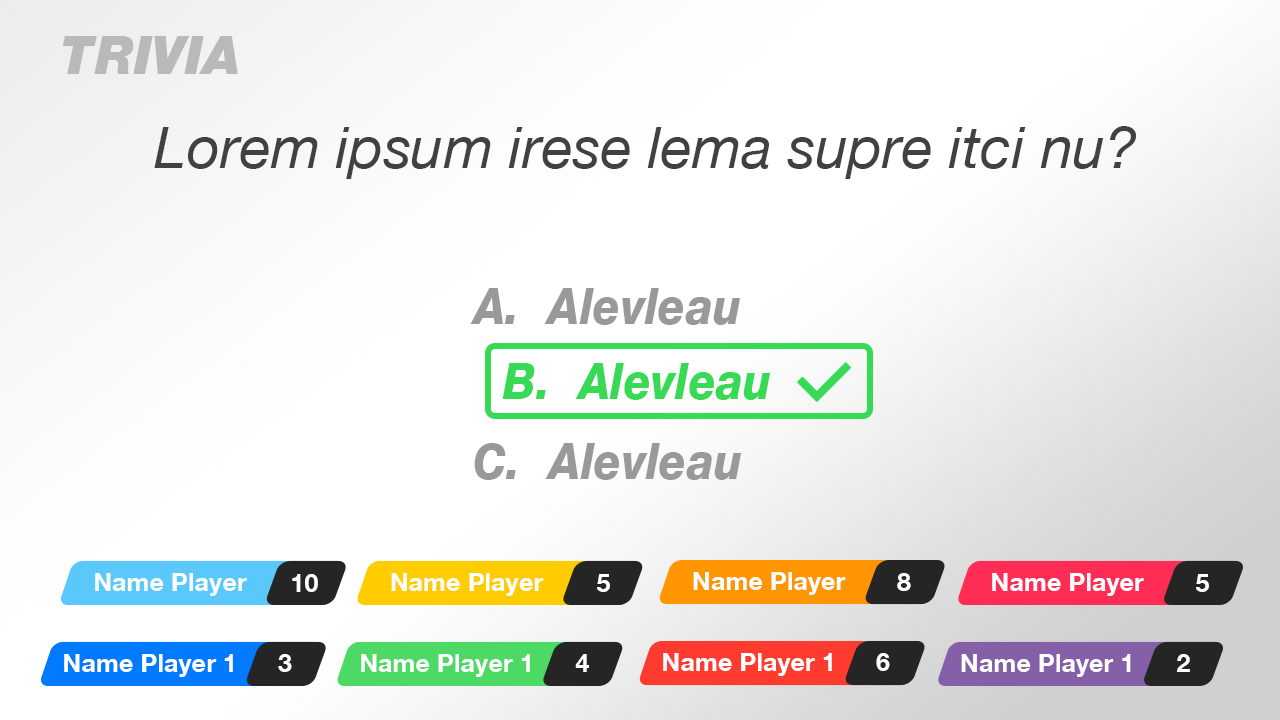 TRIVIA
Lorem ipsum irese lema supre itci nu?
A. Alevleau
B. Alevleau
C. Alevleau
Name Player 10 Name Player 5 Name Player 8 Name Player 5
Name Player 1 3 Name Player 1 4 Name Player 1 6 Name Player 1 2